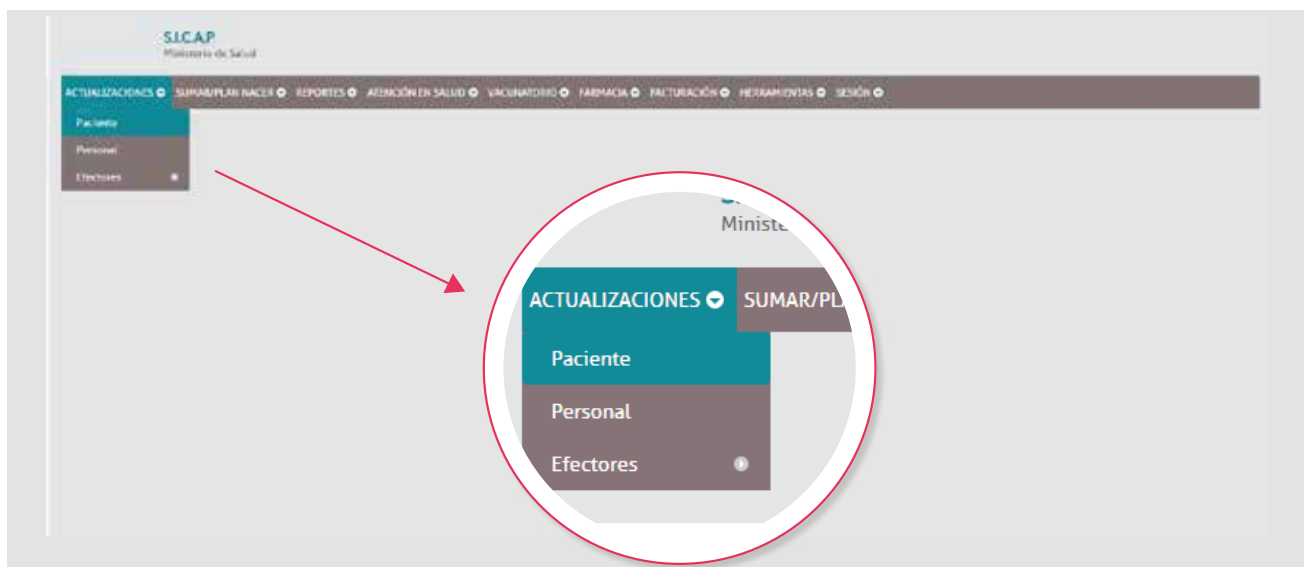 S.I.C.A.P
Ministerio de Salud
ACTUALIZACIONES SUMAR/PLAN NACER REPORTES ATENCIÓN EN SALUD VACUNATORIO FARMACIA FACTURACIÓN HERRAMIENTAS SESIÓN
Paciente
Personal
Efectores
Ministe
ACTUALIZACIONES SUMAR/PL
Paciente
Personal
Efectores